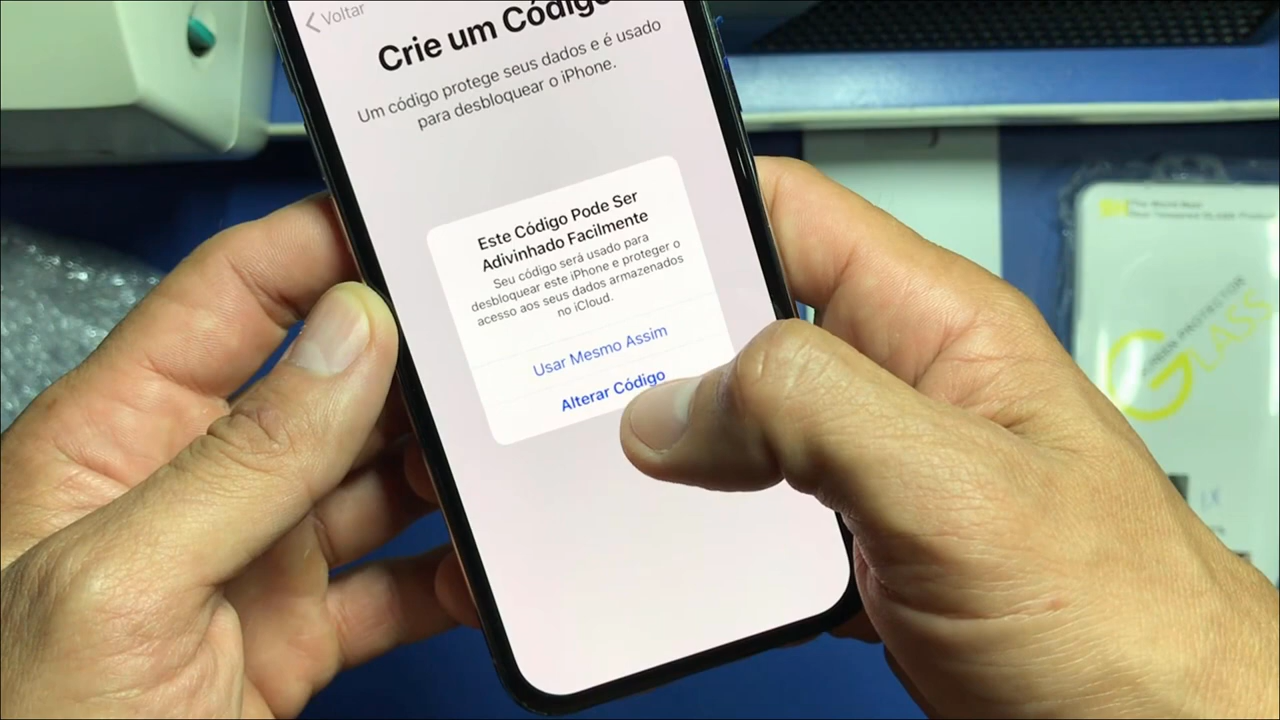 Voltar
Crie um Código
Um código protege seus dados e é usado
para desbloquear o iPhone.
Este Código Pode Ser
Adivinhado Facilmente
Seu código será usado para
desbloquear este iPhone e proteger o
acesso aos seus dados armazenados
no iCloud.
Usar Mesmo Assim
Alterar Código
PROTECTOR
GLASS